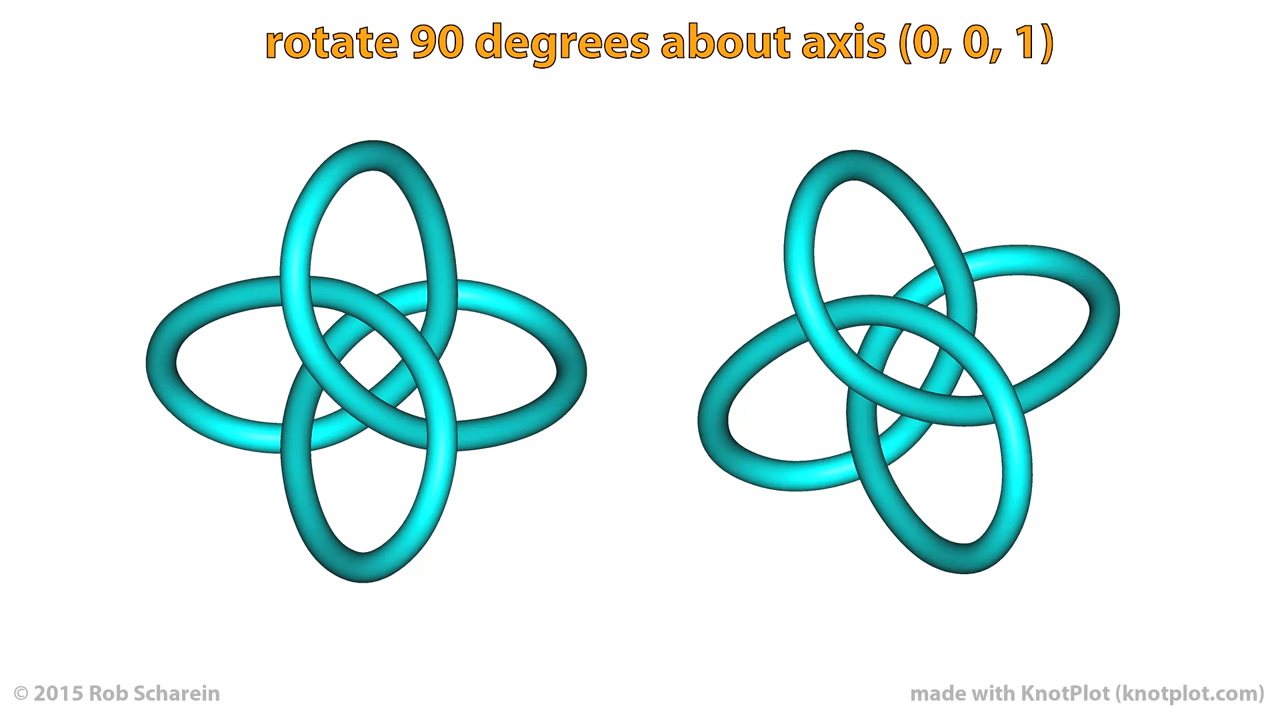 rotate 90 degrees about axis (0, 0, 1)
© 2015 Rob Scharein
made with KnotPlot (knotplot.com)